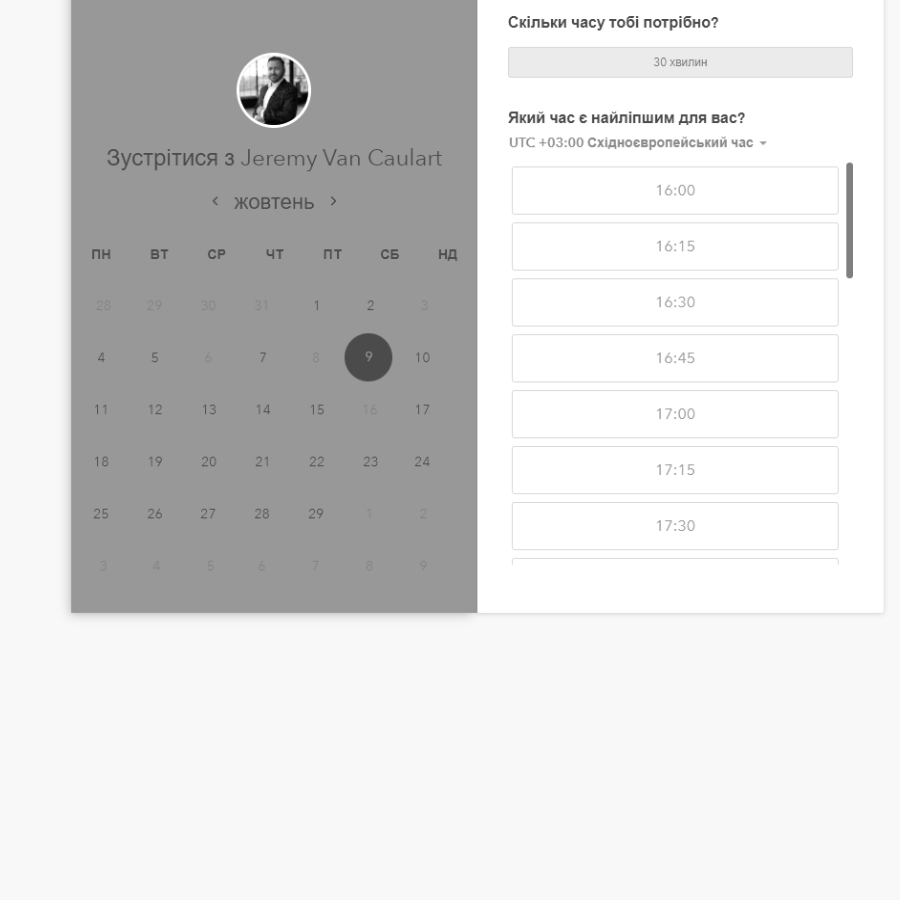 Зустрітися з Jeremy Van Caulart
жовтень
ПН ВТ СР ЧТ ПТ СБ НД
28 29 30 31 1 2 3
4 5 6 7 8 9 10
11 12 13 14 15 16 17
18 19 20 21 22 23 24
25 26 27 28 29 1 2
3 4 5 6 7 8 9
Скільки часу тобі потрібно?
30 хвилин
Який час є найліпшим для вас?
UTC +03:00 Східноєвропейський час
16:00
16:15
16:30
16:45
17:00
17:15
17:30